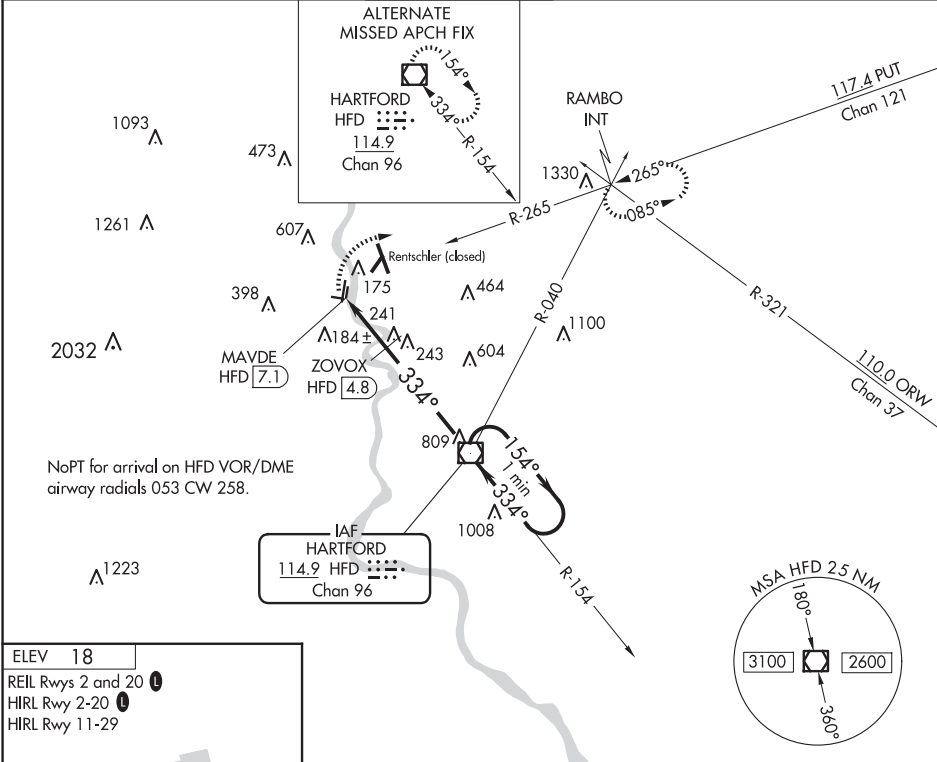 ALTERNATE
MISSED APCH FIX
154°
HARTFORD
HFD
334°
R-154
114.9
Chan 96
117.4 PUT
Chan 121
RAMBO
INT
1093
473
1330
265°
085°
R-265
1261
607
Rentschler (closed)
175
464
R-040
R-321
398
241
1100
184 ±
243
2032
604
MAVDE
HFD 7.1
ZOVOX
HFD 4.8
334°
110.0 ORW
Chan 37
809
154°
1 min
334°
NoPT for arrival on HFD VOR/DME
airway radials 053 CW 258.
1008
IAF
HARTFORD
114.9 HFD
Chan 96
1223
R-154
MSA HFD 25 NM
180°
3100
2600
360°
ELEV 18
REIL Rwys 2 and 20 L
HIRL Rwy 2-20 L
HIRL Rwy 11-29